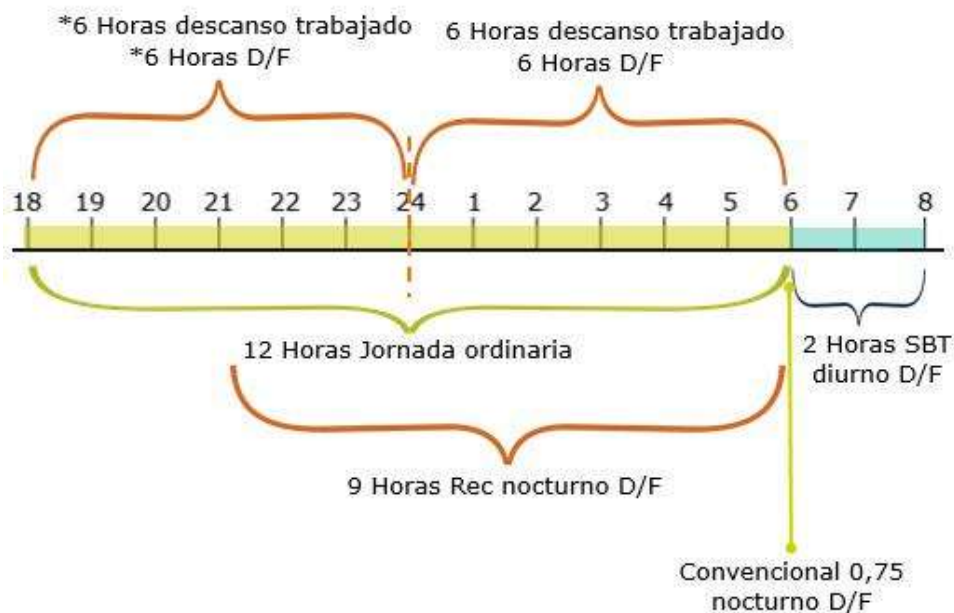 *6 Horas descanso trabajado
*6 Horas D/F
6 Horas descanso trabajado
6 Horas D/F
18 19 20 21 22 23 24 1 2 3 4 5 6 7 8
12 Horas Jornada ordinaria
2 Horas SBT
diurno D/F
9 Horas Rec nocturno D/F
Convencional 0,75
nocturno D/F